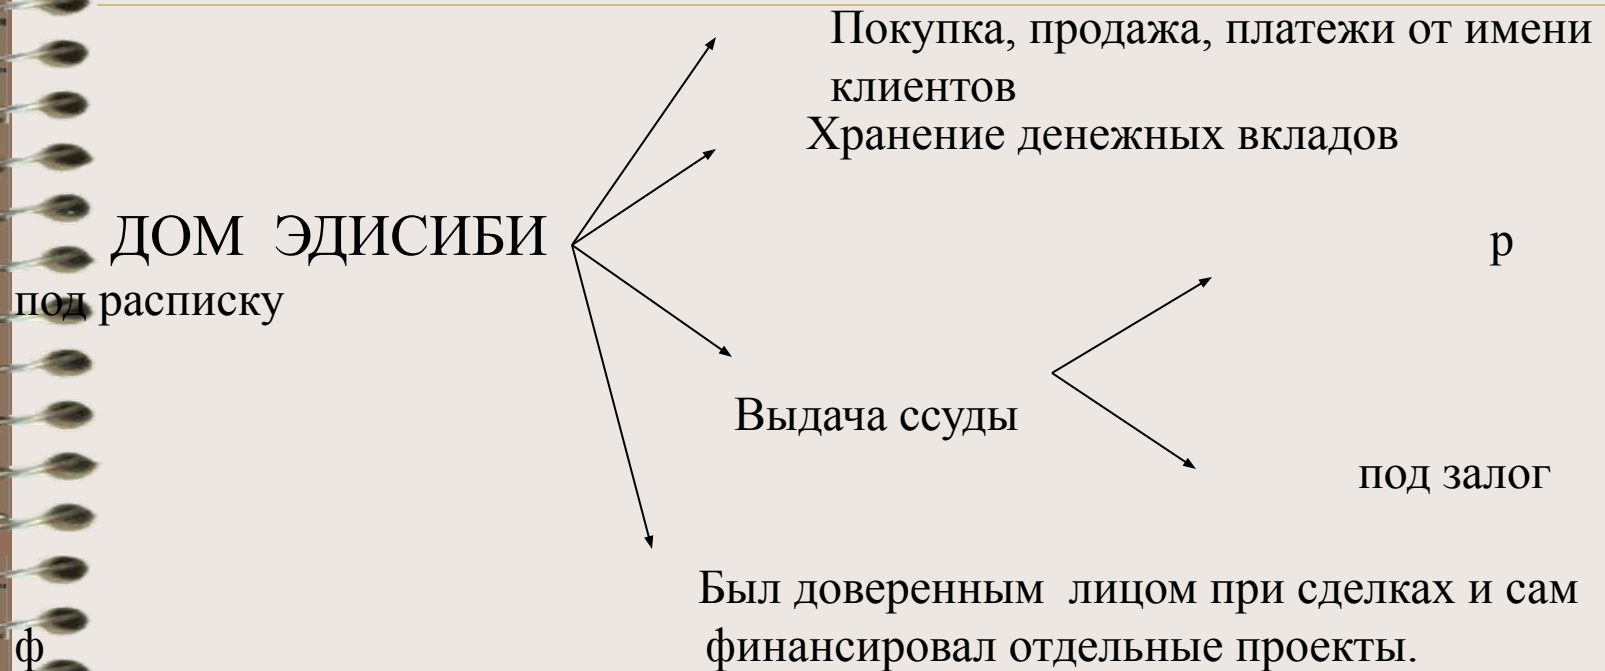 Покупка, продажа, платежи от имени
клиентов
Хранение денежных вкладов
ДОМ ЭДИСИБИ
р
под расписку
Выдача ссуды
под залог
Был доверенным лицом при сделках и сам
ф
финансировал отдельные проекты.